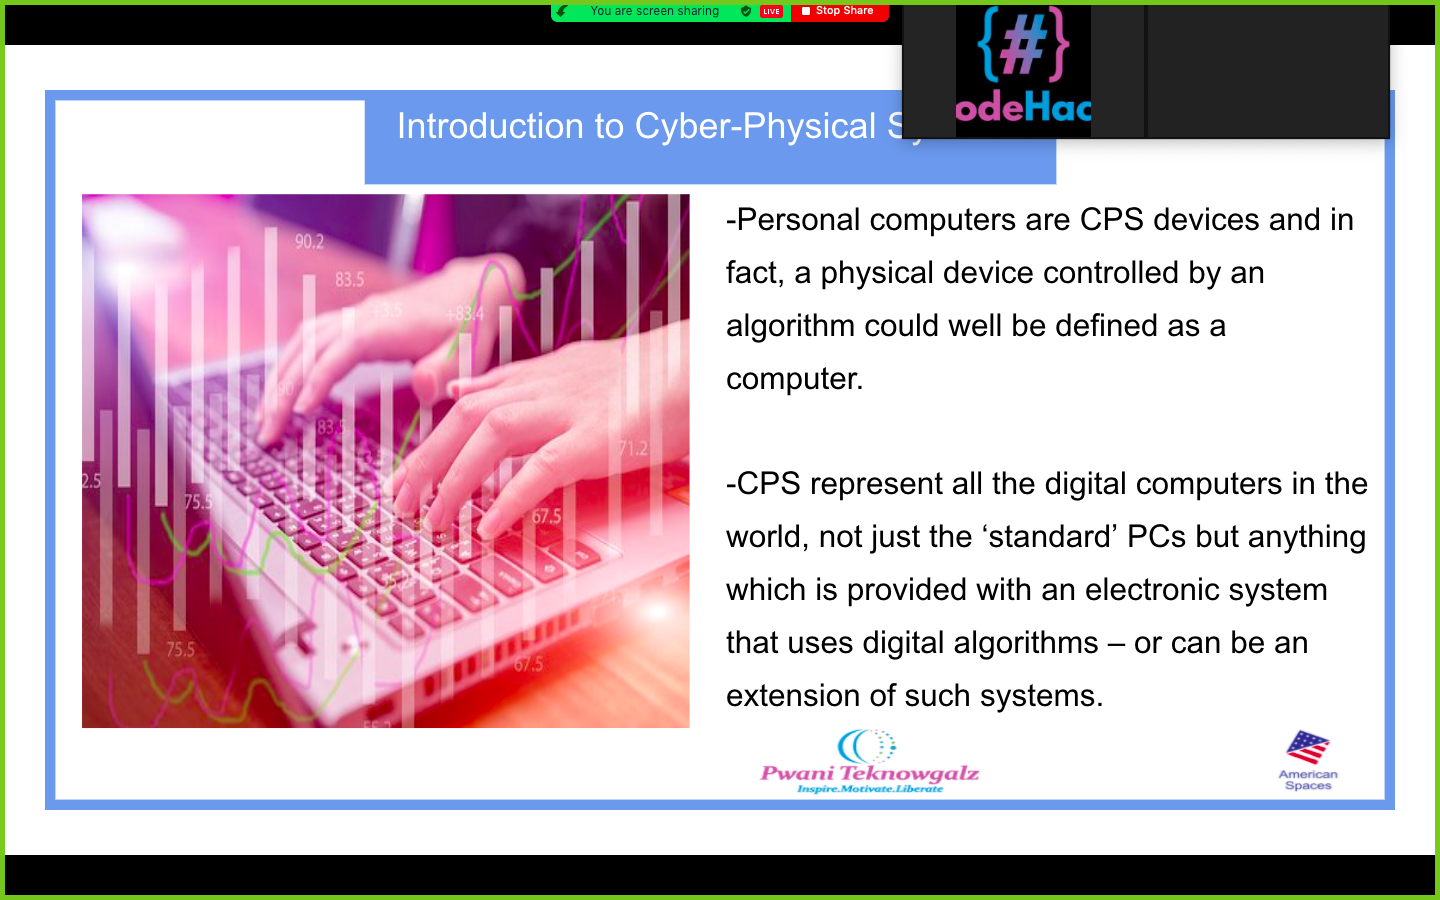 You are screen sharing LIVE Stop Share
{#}
odeHac
Introduction to Cyber-Physical Sy
-Personal computers are CPS devices and in
fact, a physical device controlled by an
algorithm could well be defined as a
computer.
-CPS represent all the digital computers in the
world, not just the ‘standard’ PCs but anything
which is provided with an electronic system
that uses digital algorithms – or can be an
extension of such systems.
90.2
83.5
+3.5
+83.4
90
83.5
71.2
2.5
75.5
67.5
75.5
67.5
55.2
Pwani Teknowgalz
Inspire.Motivate.Liberate
American
Spaces